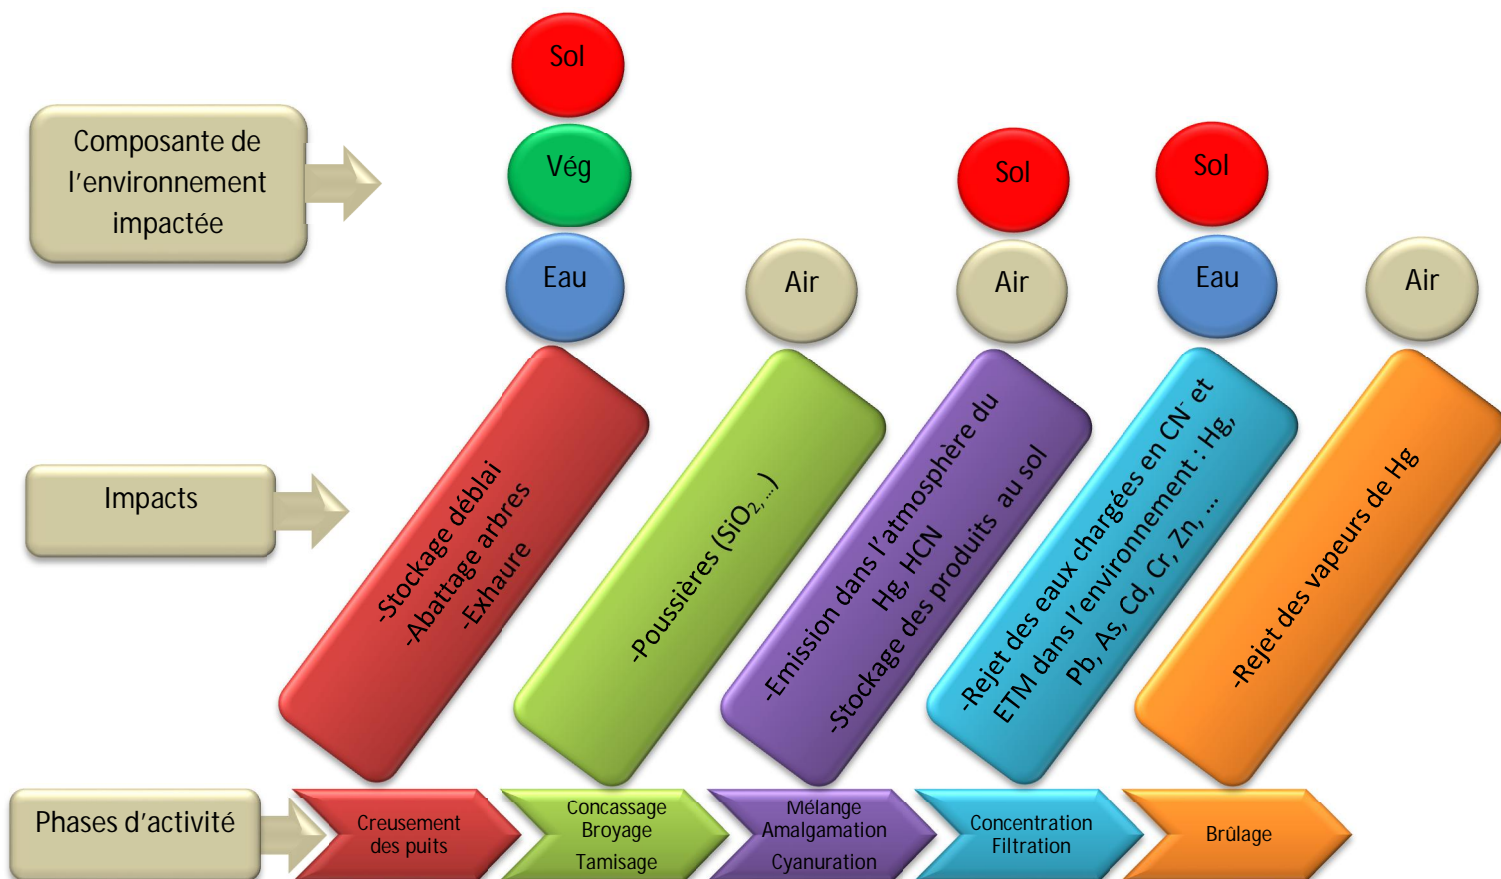 Composante de
l'environnement
impactée
Sol
Vég
Eau
Air
Sol
Air
Sol
Eau
Air
Impacts
-Stockage déblai
-Abattage arbres
-Exhaure
-Poussières (SiO₂, ...)
-Emission dans l'atmosphère du
Hg, HCN
-Stockage des produits au sol
-Rejet des eaux chargées en CN⁻ et
ETM dans l'environnement : Hg,
Pb, As, Cd, Cr, Zn, ...
-Rejet des vapeurs de Hg
Phases d'activité
Creusement
des puits
Concassage
Broyage
Tamisage
Mélange
Amalgamation
Cyanuration
Concentration
Filtration
Brûlage